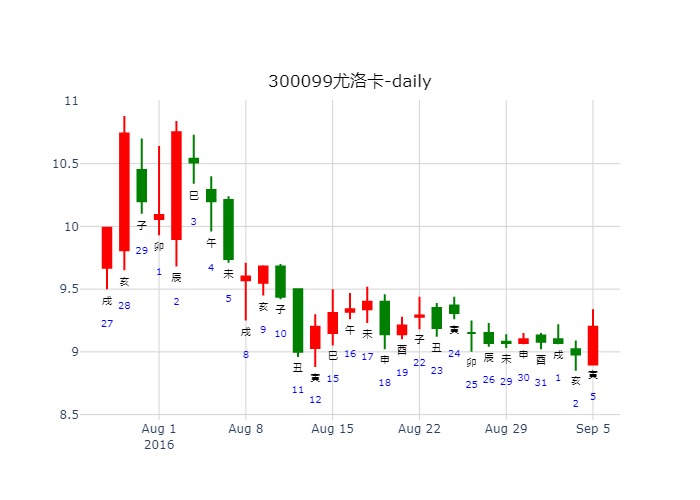 300099尤洛卡-daily
11
10.5
10
9.5
9
8.5
戌
27
亥
28
子
29
卯
1
辰
2
巳
3
午
4
未
5
申
8
亥
9
子
10
丑
11
寅
12
巳
15
午
16
未
17
申
18
酉
19
子
22
丑
23
寅
24
卯
25
辰
26
未
29
申
30
酉
31
戌
1
亥
2
寅
5
Aug 1
2016
Aug 8
Aug 15
Aug 22
Aug 29
Sep 5